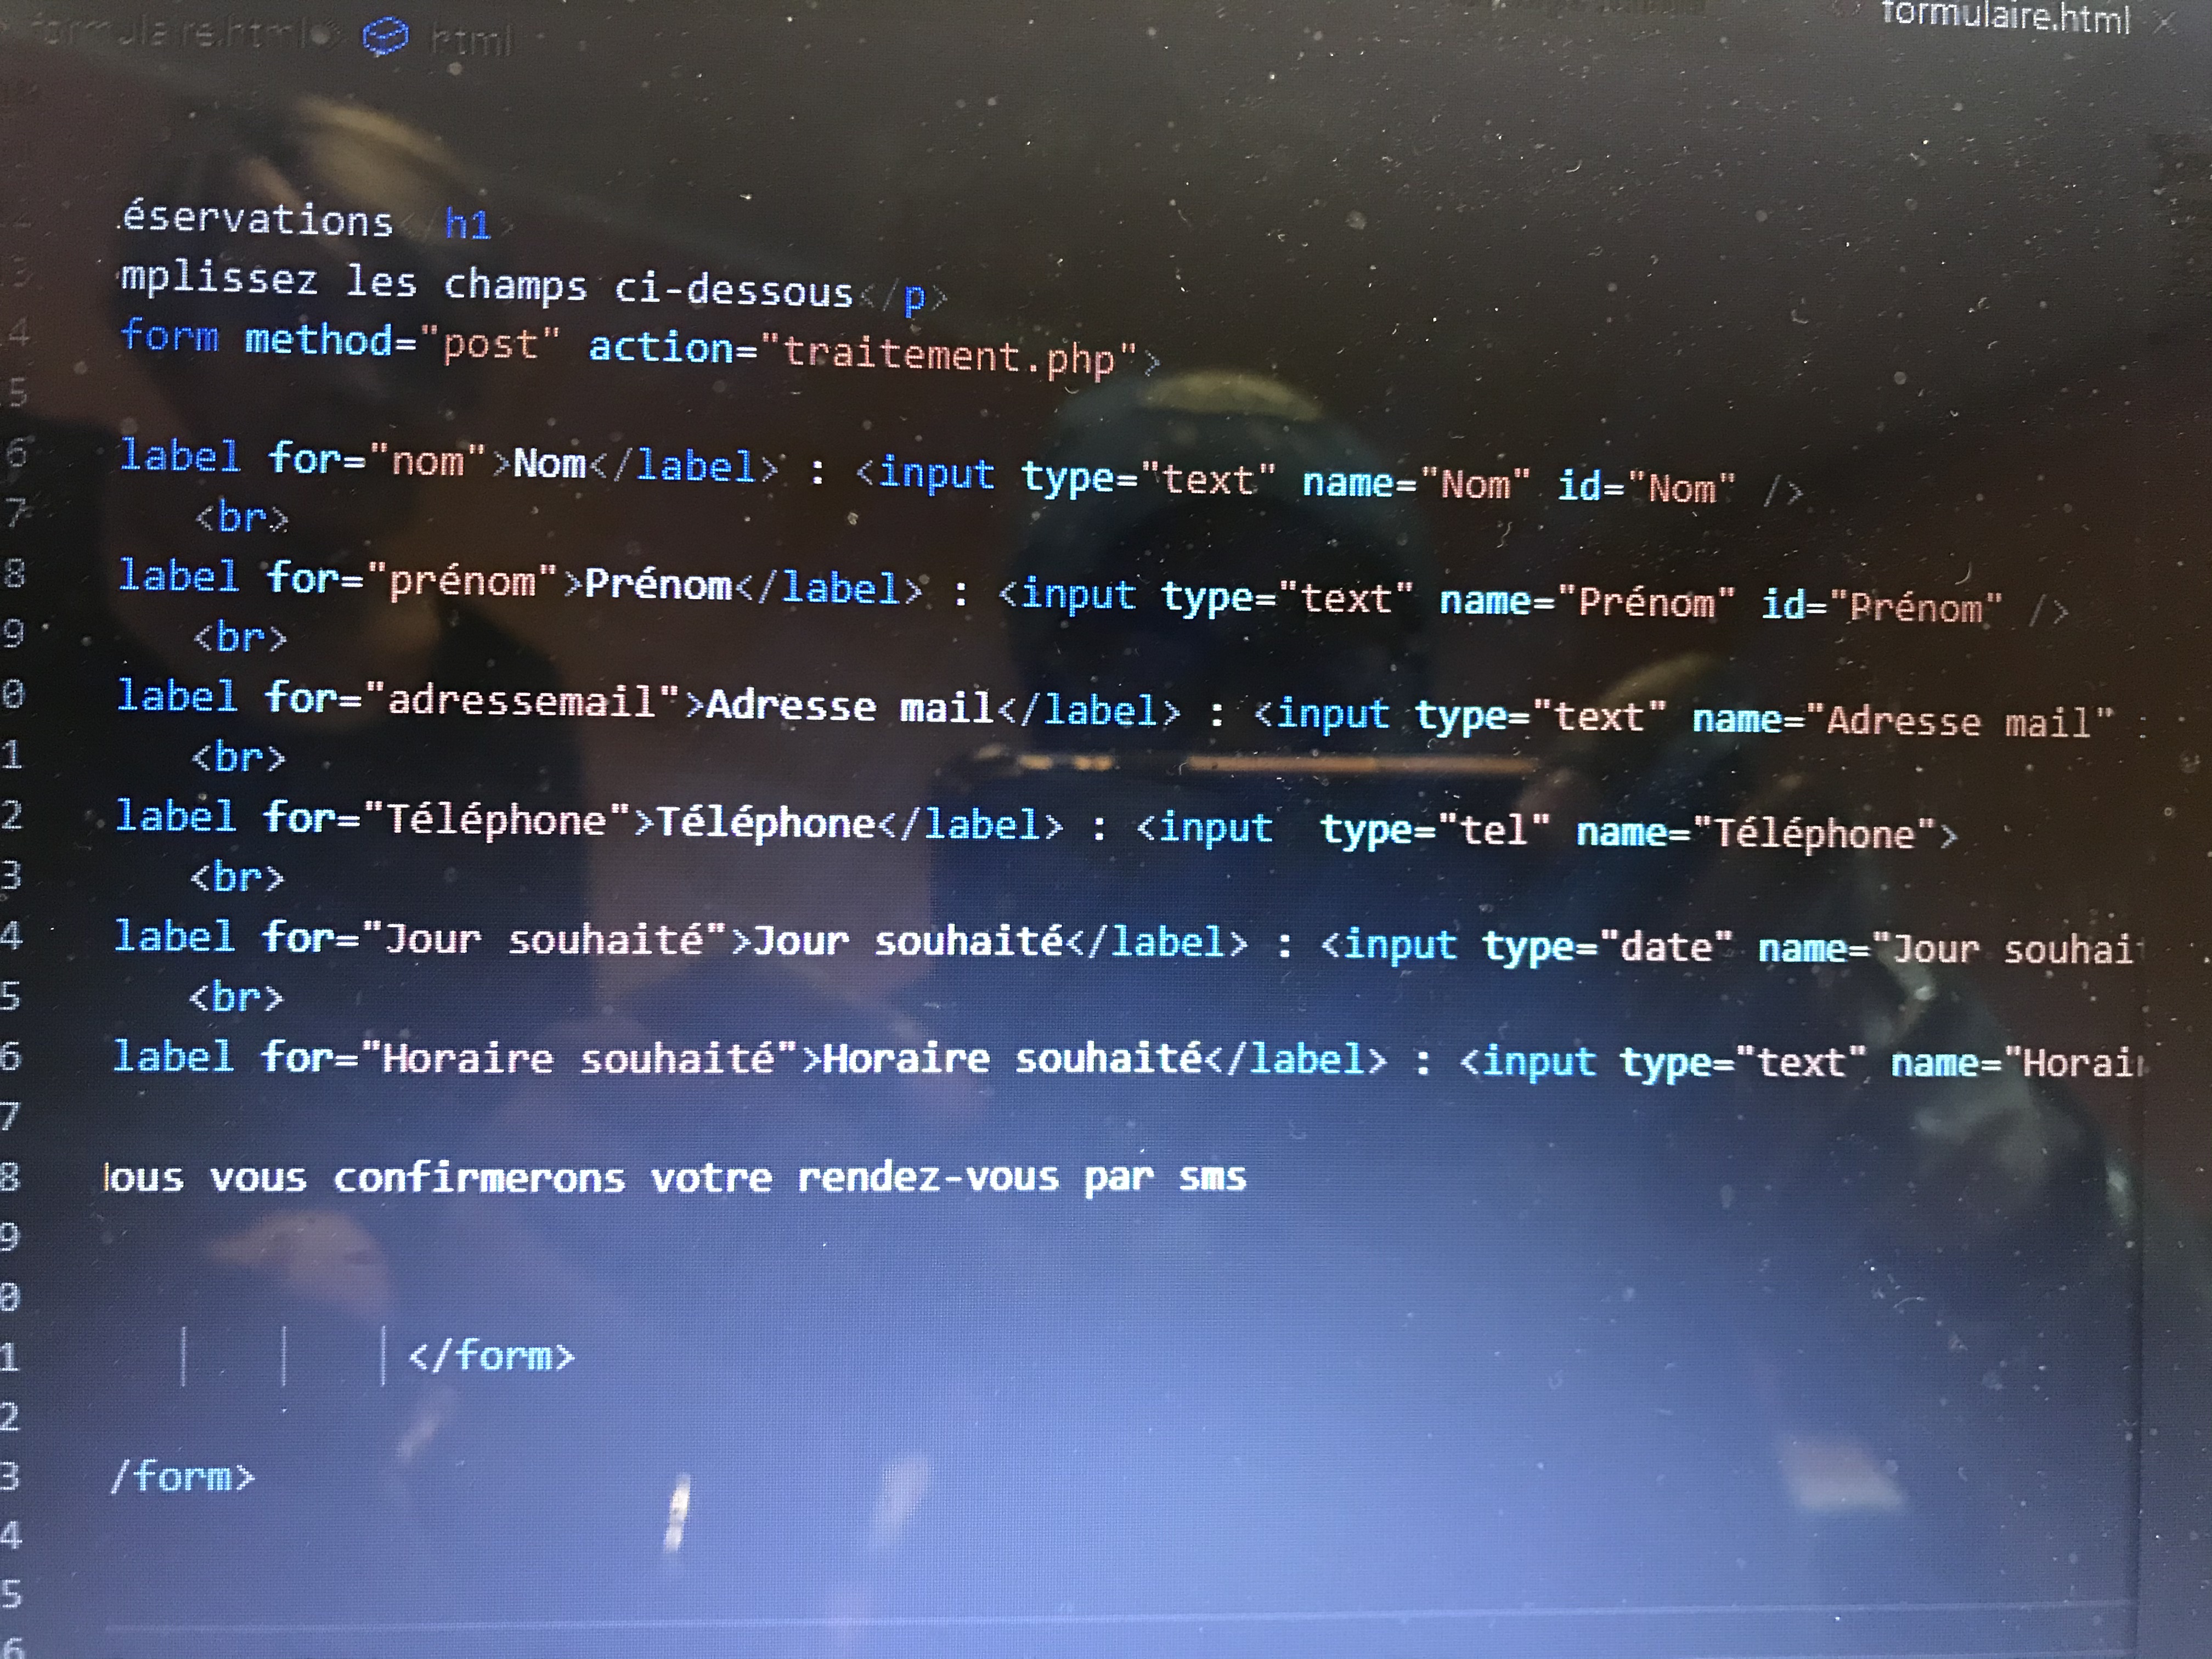 formulaire.html html formulaire.html ×
éservations</h1>
mplissez les champs ci-dessous</p>
4 form method="post" action="traitement.php">
5
6 label for="nom">Nom</label> : <input type="text" name="Nom" id="Nom" />
7 <br>
8 label for="prénom">Prénom</label> : <input type="text" name="Prénom" id="Prénom" />
9 <br>
0 label for="adressemail">Adresse mail</label> : <input type="text" name="Adresse mail"
1 <br>
2 label for="Téléphone">Téléphone</label> : <input  type="tel" name="Téléphone">
3 <br>
4 label for="Jour souhaité">Jour souhaité</label> : <input type="date" name="Jour souhai
5 <br>
6 label for="Horaire souhaité">Horaire souhaité</label> : <input type="text" name="Horai
7
8 ous vous confirmerons votre rendez-vous par sms
9
0
1 </form>
2
3 /form>
4
5
6